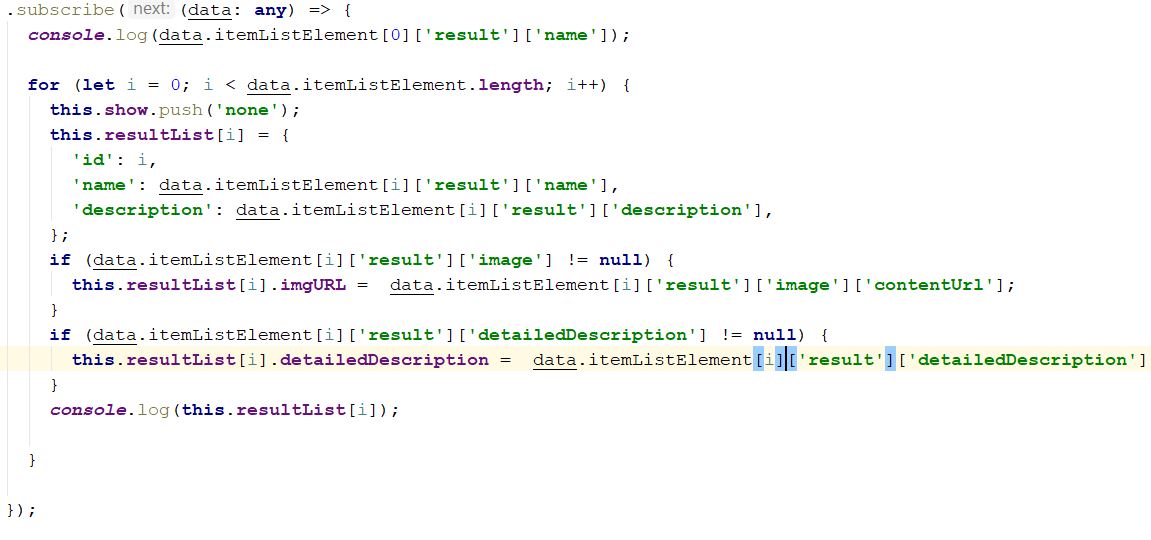 .subscribe( next: (data: any) => {
  console.log(data.itemListElement[0]['result']['name']);
  for (let i = 0; i < data.itemListElement.length; i++) {
    this.show.push('none');
    this.resultList[i] = {
      'id': i,
      'name': data.itemListElement[i]['result']['name'],
      'description': data.itemListElement[i]['result']['description'],
    };
    if (data.itemListElement[i]['result']['image'] != null) {
      this.resultList[i].imgURL =  data.itemListElement[i]['result']['image']['contentUrl'];
    }
    if (data.itemListElement[i]['result']['detailedDescription'] != null) {
      this.resultList[i].detailedDescription =  data.itemListElement[i]['result']['detailedDescription']
    }
    console.log(this.resultList[i]);
  }
});